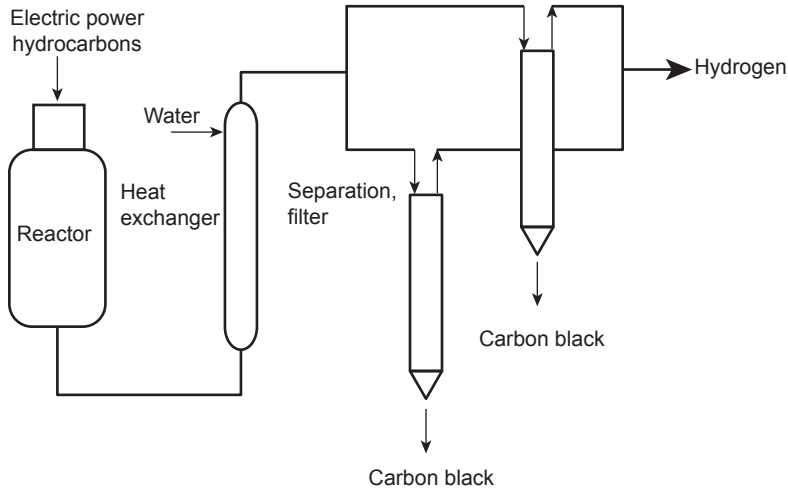 Electric power
hydrocarbons
Hydrogen
Water
Heat
exchanger
Separation,
filter
Reactor
Carbon black
Carbon black